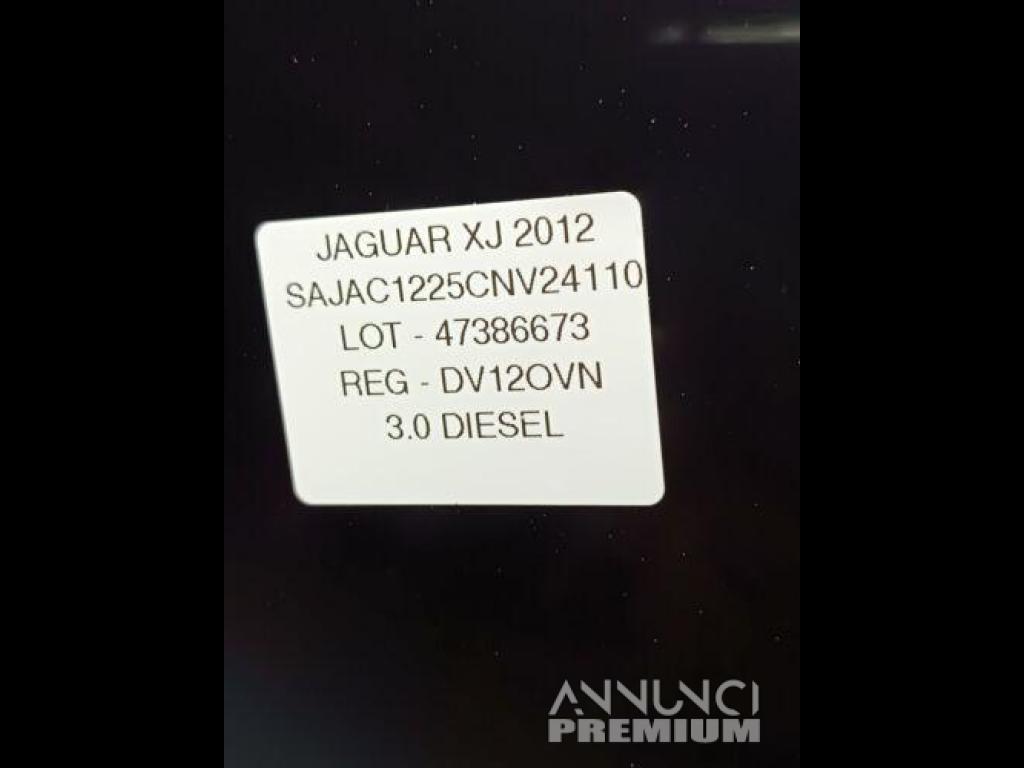 JAGUAR XJ 2012
SAJAC1225CNV24110
LOT - 47386673
REG - DV12OVN
3.0 DIESEL
ANNUNCI
PREMIUM